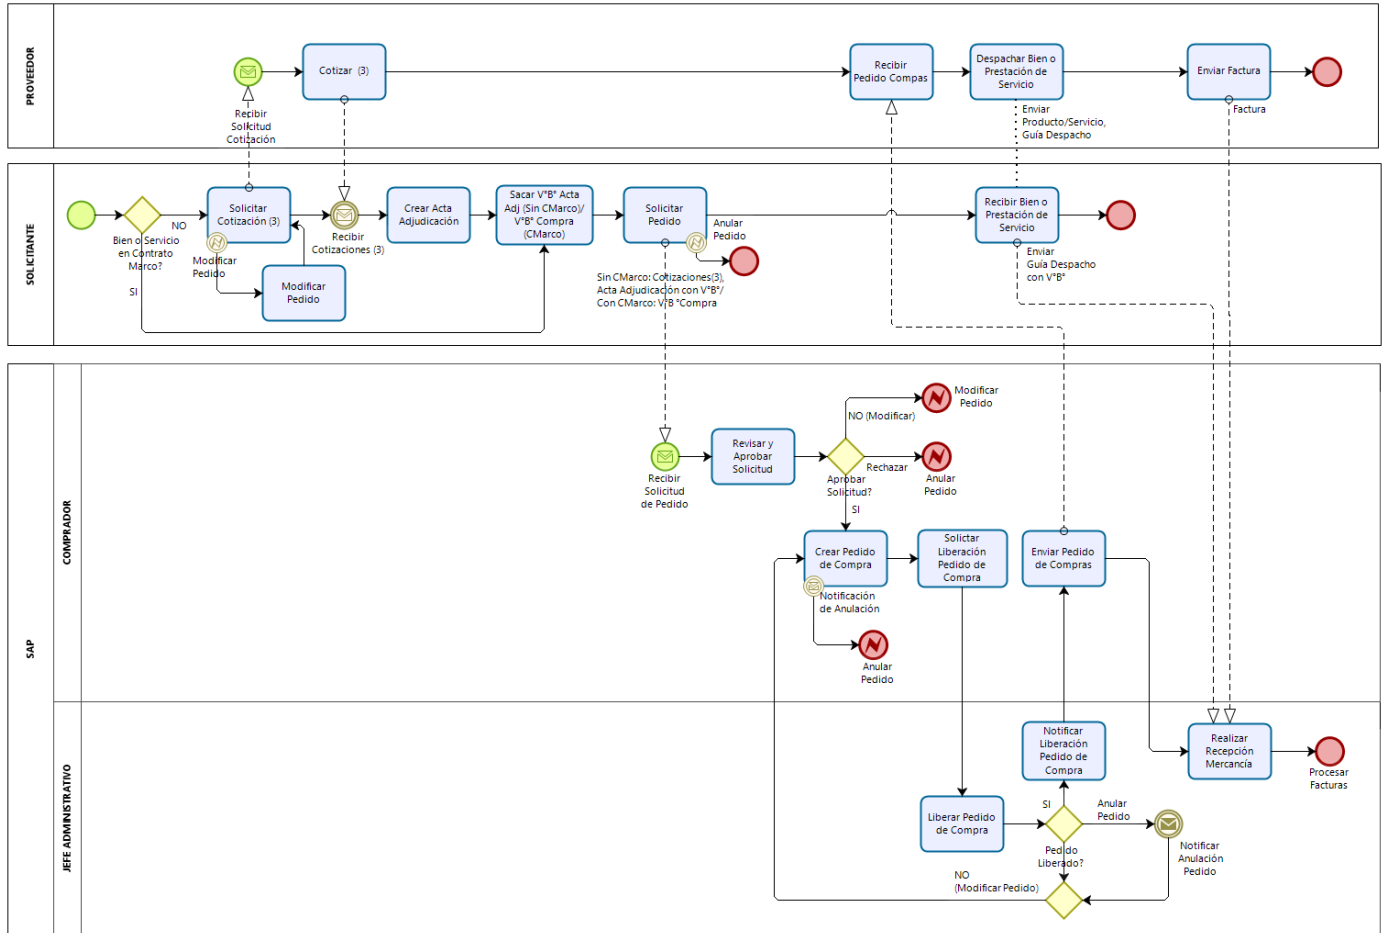 PROVEEDOR
Cotizar (3)
Recibir
Solicitud
Cotización
Recibir
Pedido Compas
Despachar Bien o
Prestación de
Servicio
Enviar
Producto/Servicio,
Guía Despacho
Enviar Factura
Factura
SOLICITANTE
Bien o Servicio
en Contrato
Marco?
NO
SI
Solicitar
Cotización (3)
Modificar
Pedido
Modificar
Pedido
Recibir
Cotizaciones (3)
Crear Acta
Adjudicación
Sacar V°B° Acta
Adj (Sin CMarco)/
V°B° Compra
(CMarco)
Solicitar
Pedido
Anular
Pedido
Sin CMarco: Cotizaciones(3),
Acta Adjudicación con V°B°/
Con CMarco: V°B °Compra
Recibir Bien o
Prestación de
Servicio
Enviar
Guía Despacho
con V°B°
SAP
COMPRADOR
Recibir
Solicitud
de Pedido
Revisar y
Aprobar
Solicitud
Aprobar
Solicitud?
NO (Modificar)
Modificar
Pedido
Rechazar
Anular
Pedido
SI
Crear Pedido
de Compra
Notificación
de Anulación
Anular
Pedido
Solictar
Liberación
Pedido de
Compra
Enviar Pedido
de Compras
JEFE ADMINISTRATIVO
Notificar
Liberación
Pedido de
Compra
Realizar
Recepción
Mercancía
Procesar
Facturas
Liberar Pedido
de Compra
SI
Anular
Pedido
Pedido
Liberado?
Notificar
Anulación
Pedido
NO
(Modificar Pedido)